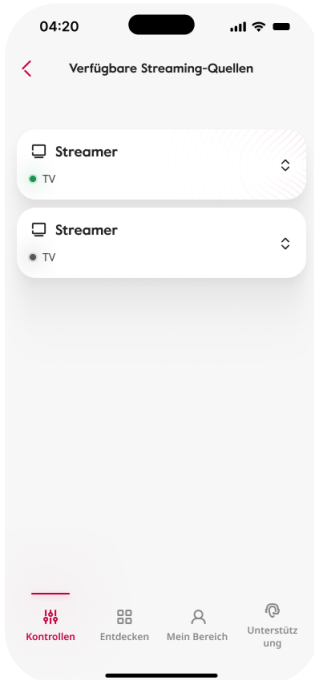 04:20
Verfügbare Streaming-Quellen
Streamer
TV
Streamer
TV
Kontrollen
Entdecken
Mein Bereich
Unterstütz
ung